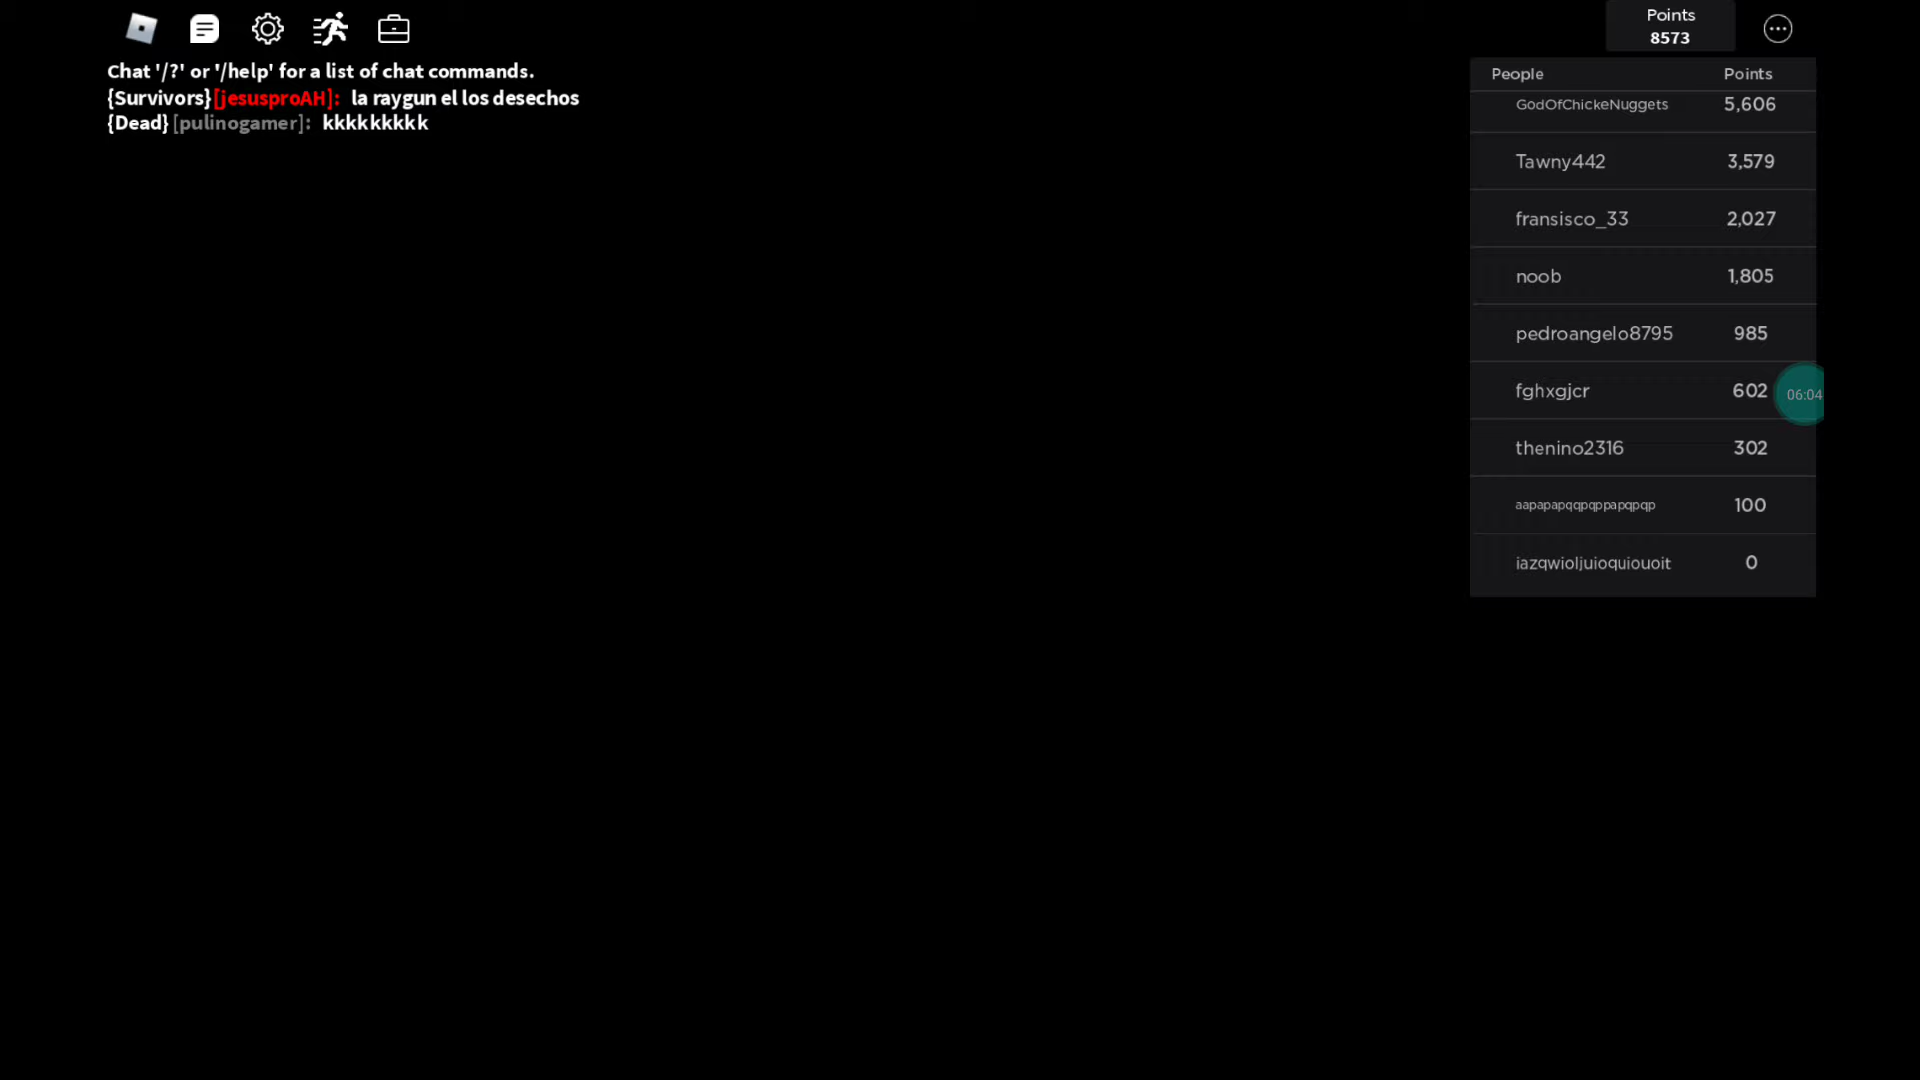 Points
8573
Chat '/?' or '/help' for a list of chat commands.
{Survivors}[jesusproAH]: la raygun el los desechos
{Dead} [pulinogamer]: kkkkkkkkk
People Points
GodOfChickeNuggets 5,606
Tawny442 3,579
fransisco_33 2,027
noob 1,805
pedroangelo8795 985
fghxgjcr 602
06:04
thenino2316 302
aapapapqqpqppapqpqp 100
iazqwioljuioquiouoit 0